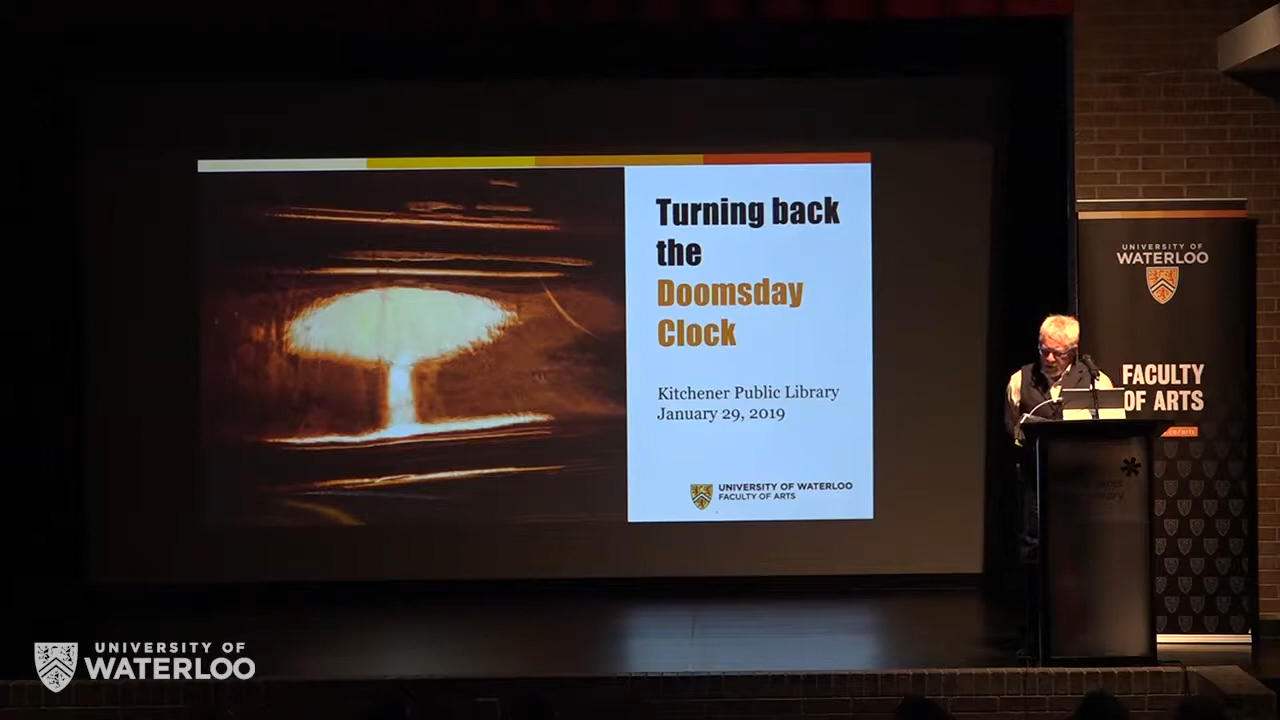 Turning back
the
Doomsday
Clock
Kitchener Public Library
January 29, 2019
UNIVERSITY OF WATERLOO
FACULTY OF ARTS
UNIVERSITY OF
WATERLOO
FACULTY
OF ARTS
UNIVERSITY OF
WATERLOO